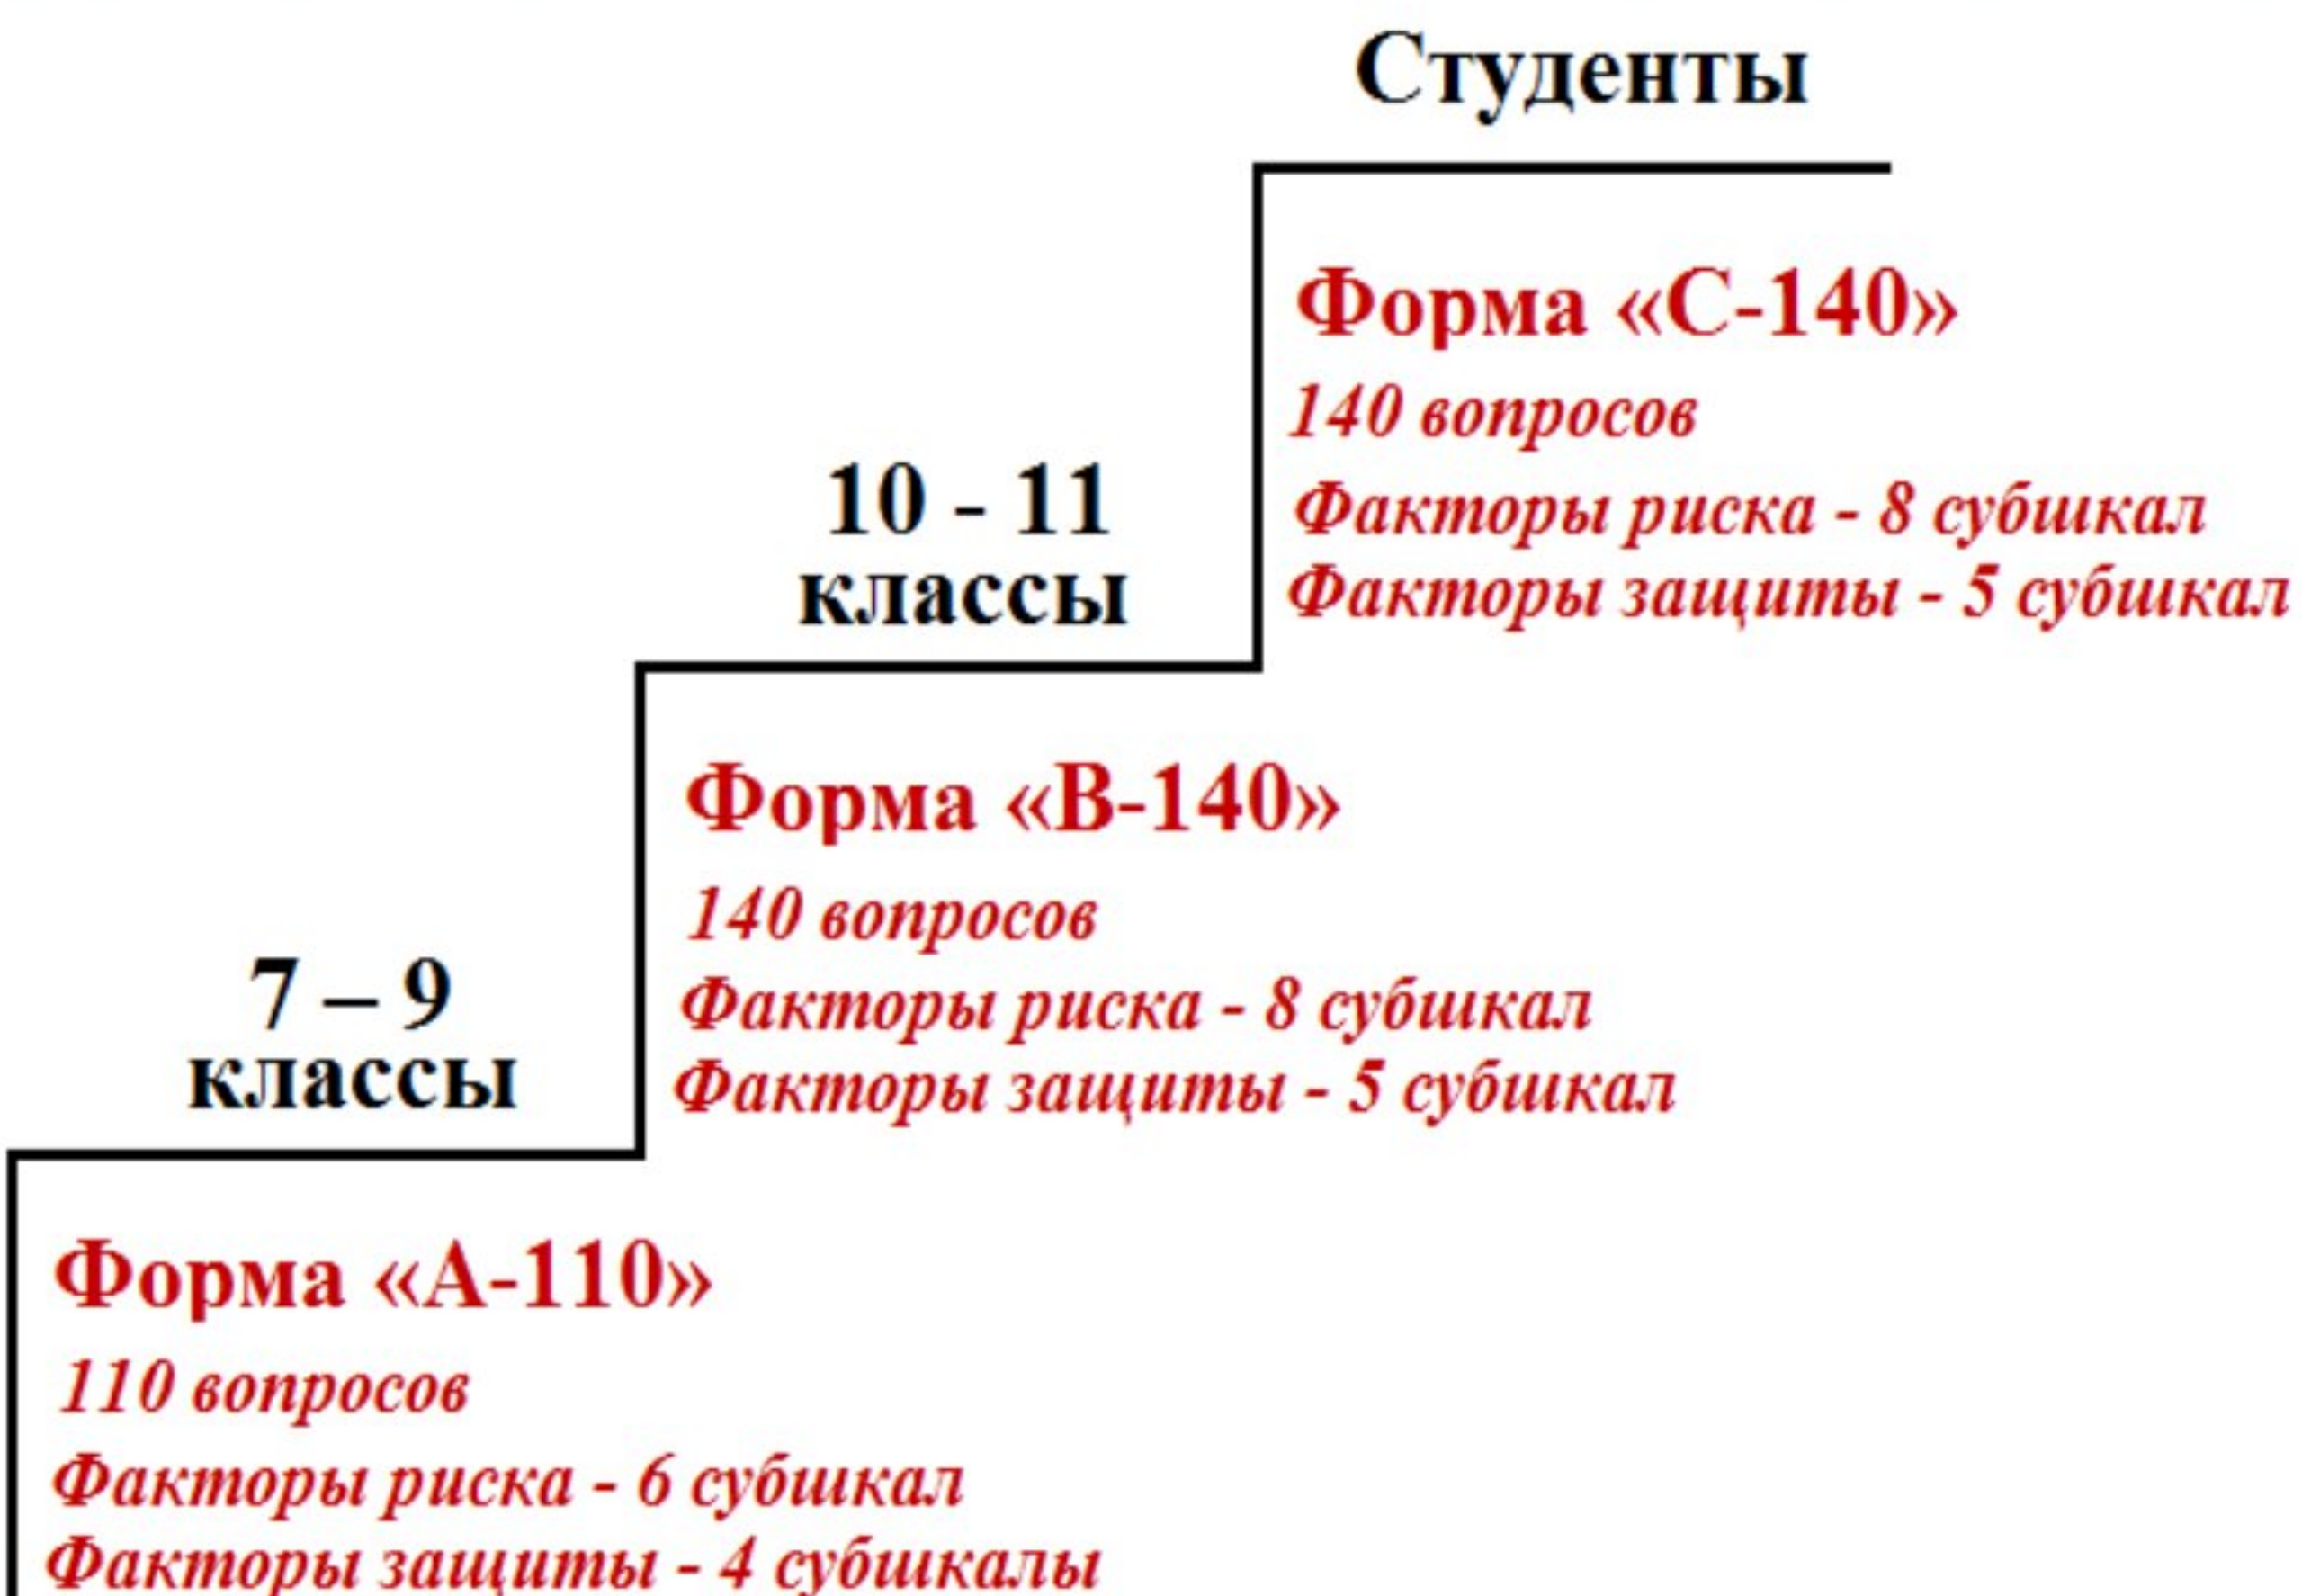 Студенты
Форма «С-140»
140 вопросов
Факторы риска - 8 субшкал
Факторы защиты - 5 субшкал
10 - 11
классы
Форма «В-140»
140 вопросов
Факторы риска - 8 субшкал
Факторы защиты - 5 субшкал
7 – 9
классы
Форма «А-110»
110 вопросов
Факторы риска - 6 субшкал
Факторы защиты - 4 субшкалы